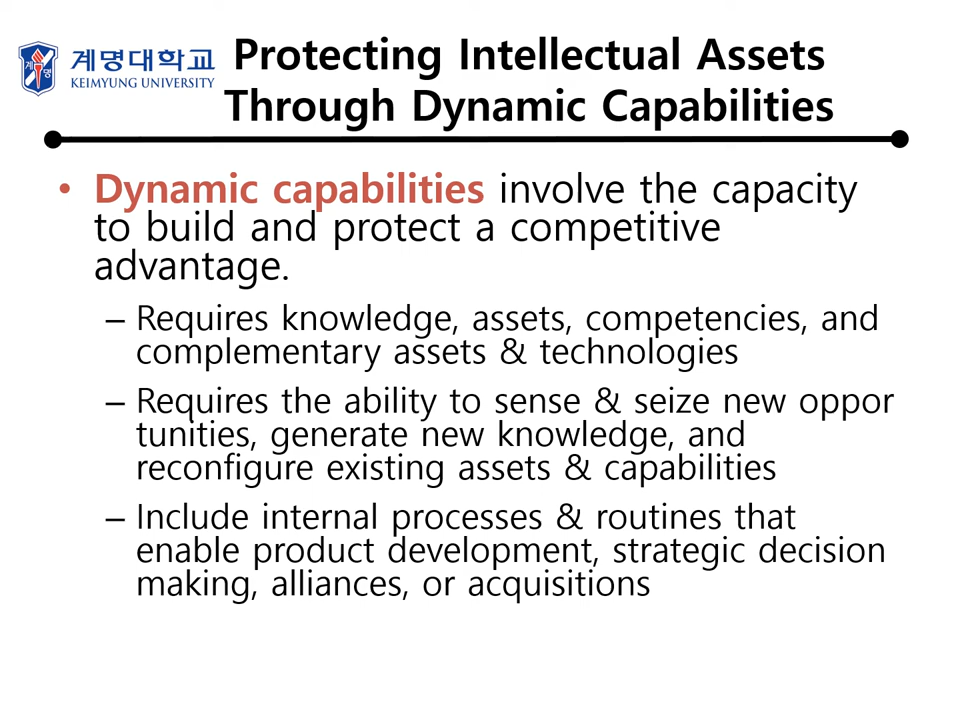 계명대학교
KEIMYUNG UNIVERSITY
Protecting Intellectual Assets
Through Dynamic Capabilities
• Dynamic capabilities involve the capacity
to build and protect a competitive
advantage.
– Requires knowledge, assets, competencies, and
complementary assets & technologies
– Requires the ability to sense & seize new oppor
tunities, generate new knowledge, and
reconfigure existing assets & capabilities
– Include internal processes & routines that
enable product development, strategic decision
making, alliances, or acquisitions